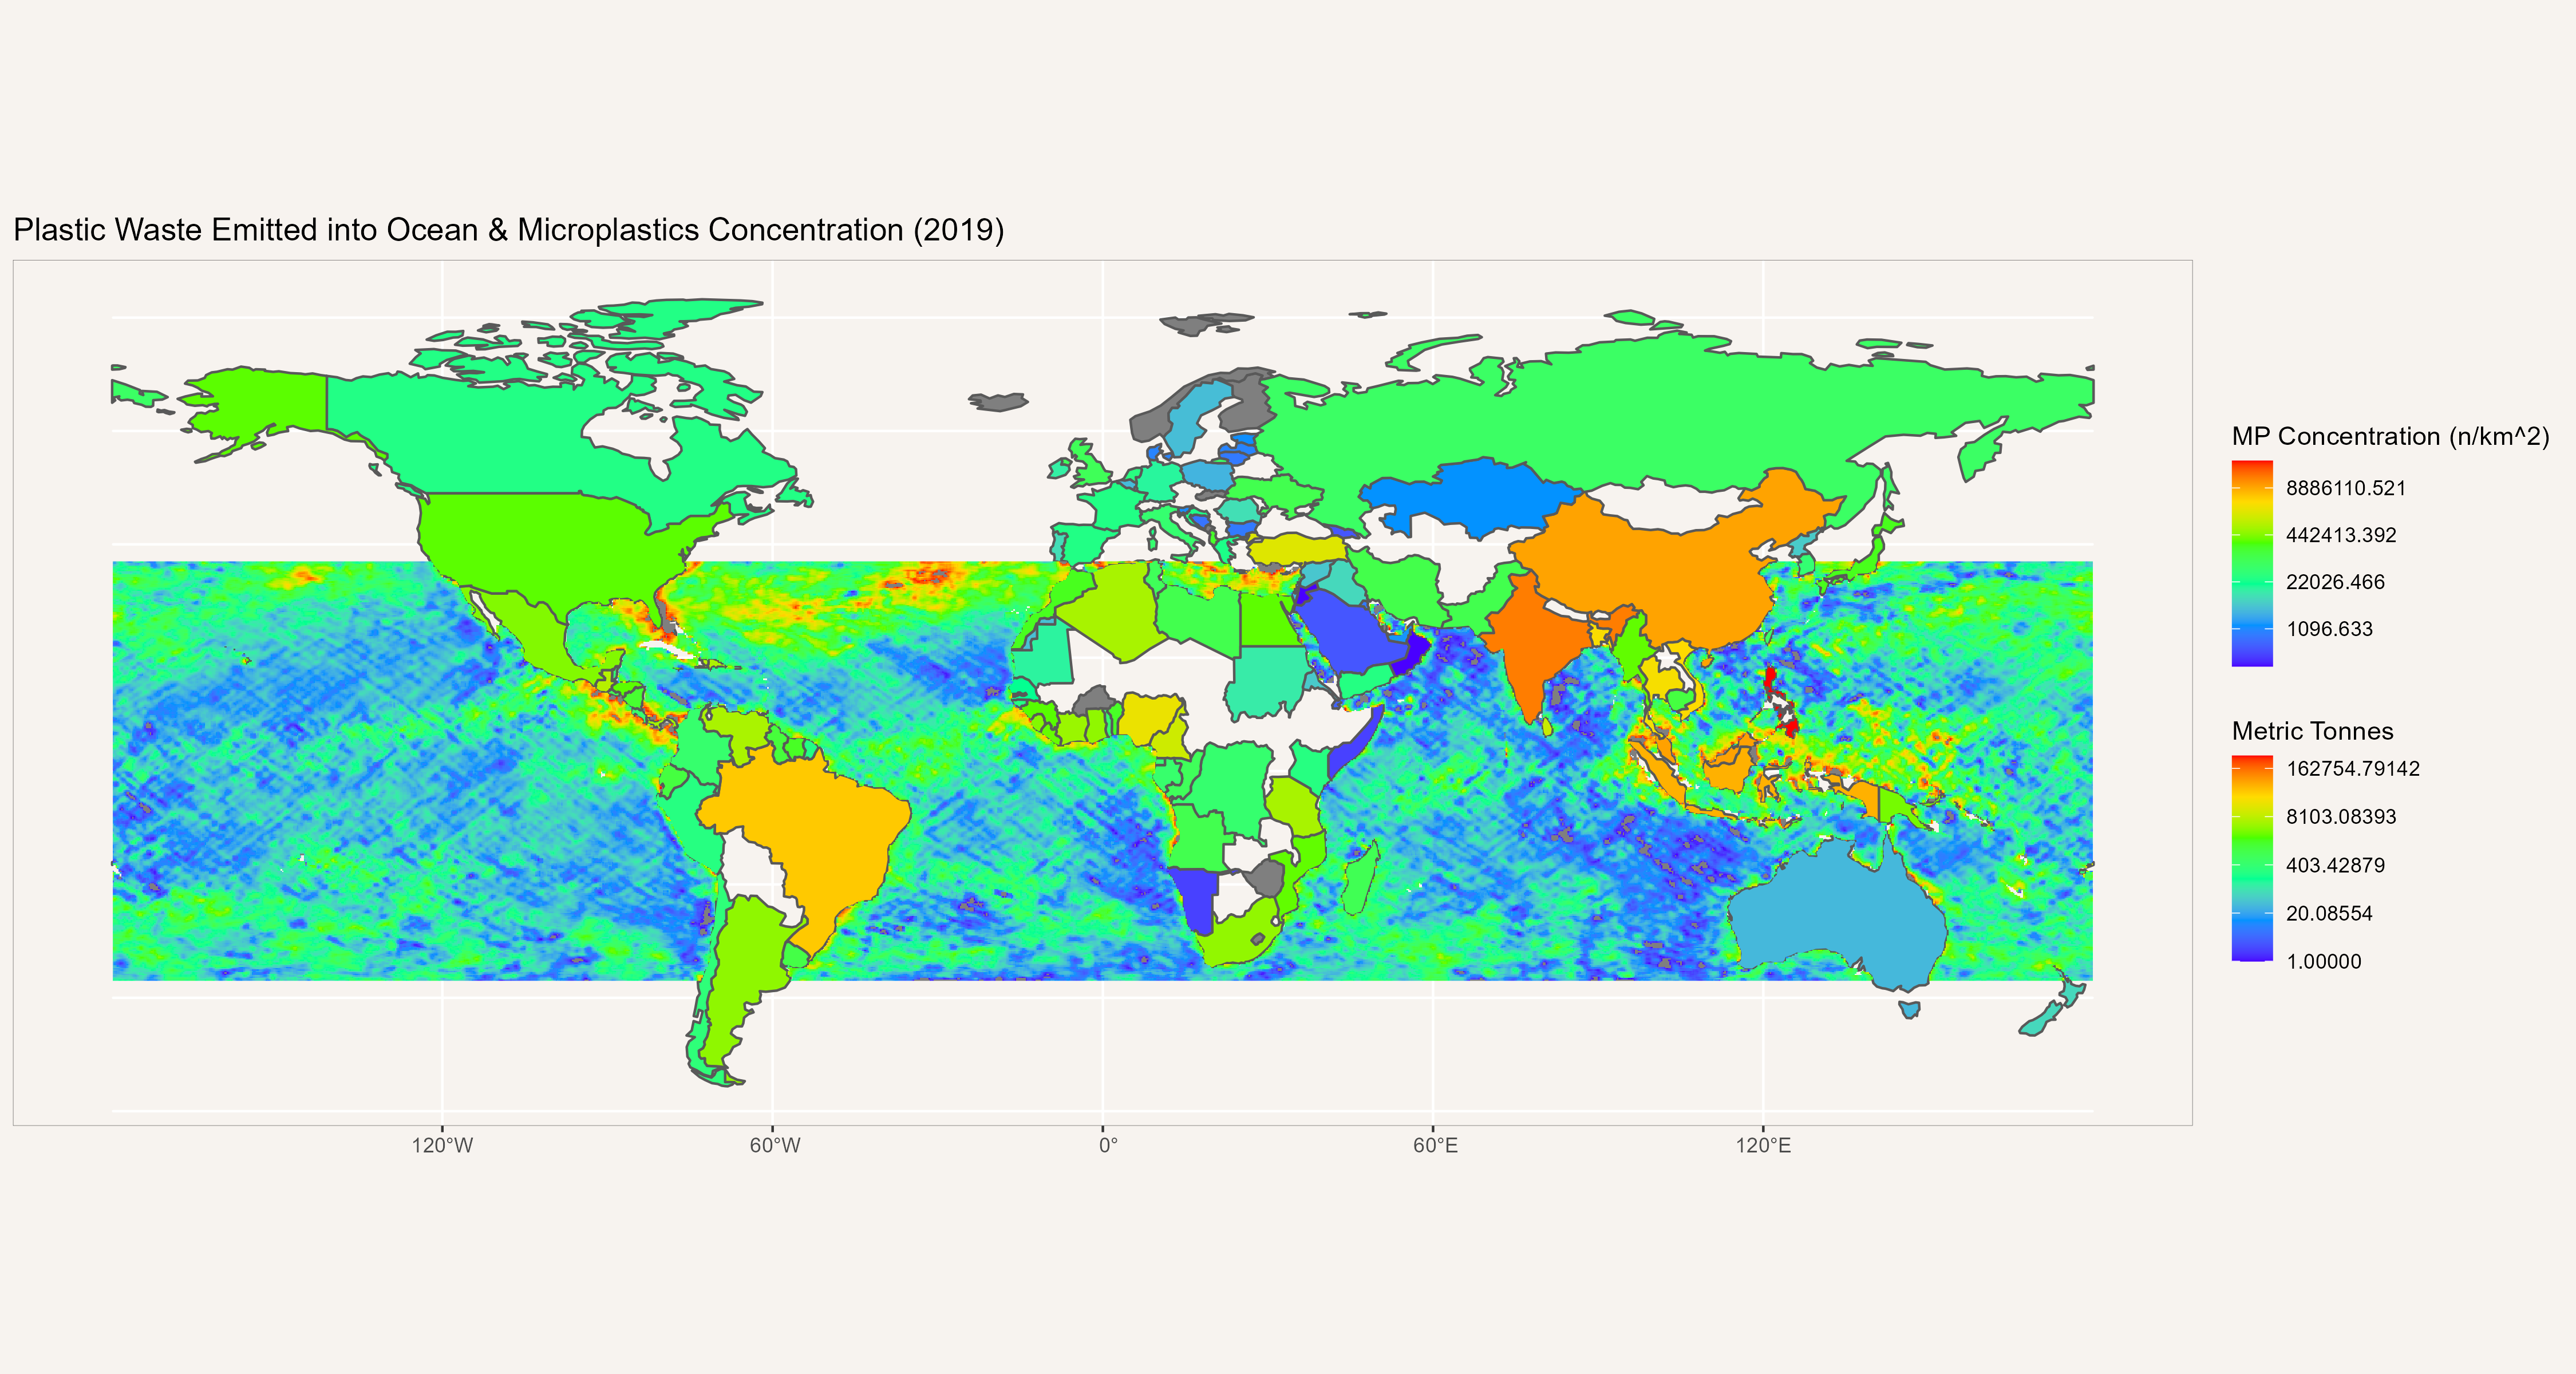 Plastic Waste Emitted into Ocean & Microplastics Concentration (2019)
MP Concentration (n/km^2)
8886110.521
442413.392
22026.466
1096.633
Metric Tonnes
162754.79142
8103.08393
403.42879
20.08554
1.00000
120°W 60°W 0° 60°E 120°E